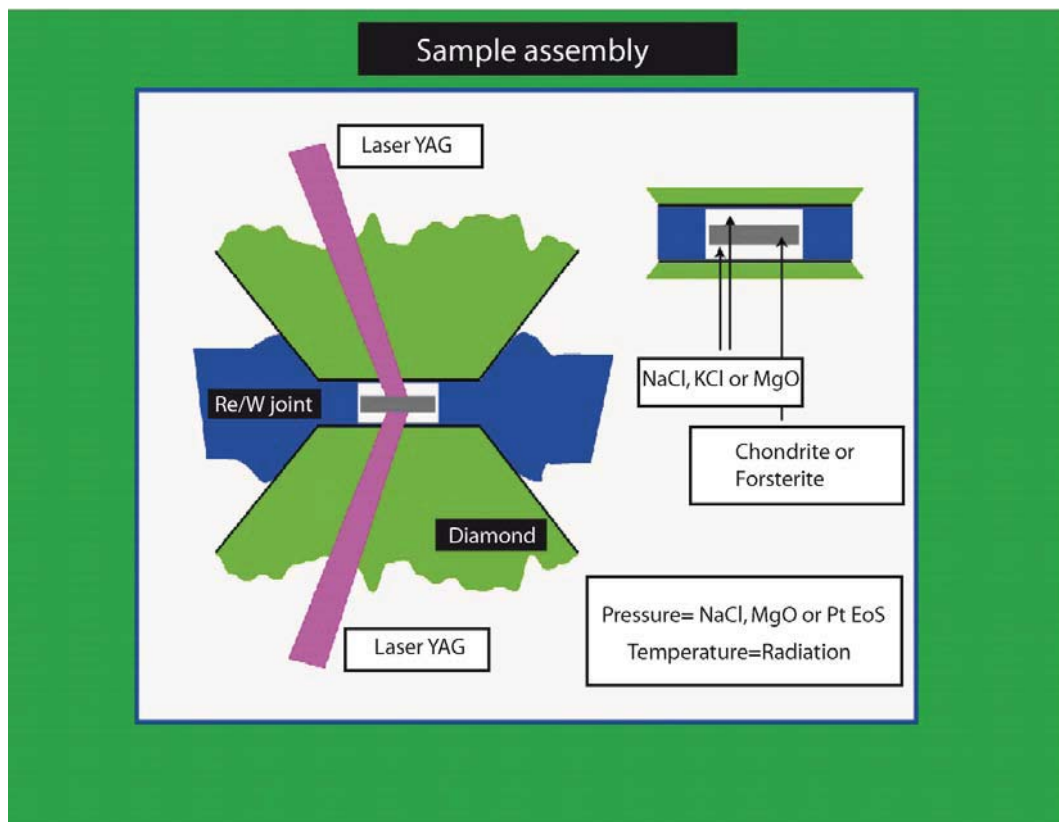 Sample assembly
Laser YAG
Re/W joint
Diamond
Laser YAG
NaCl, KCl or MgO
Chondrite or
Forsterite
Pressure= NaCl, MgO or Pt EoS
Temperature=Radiation